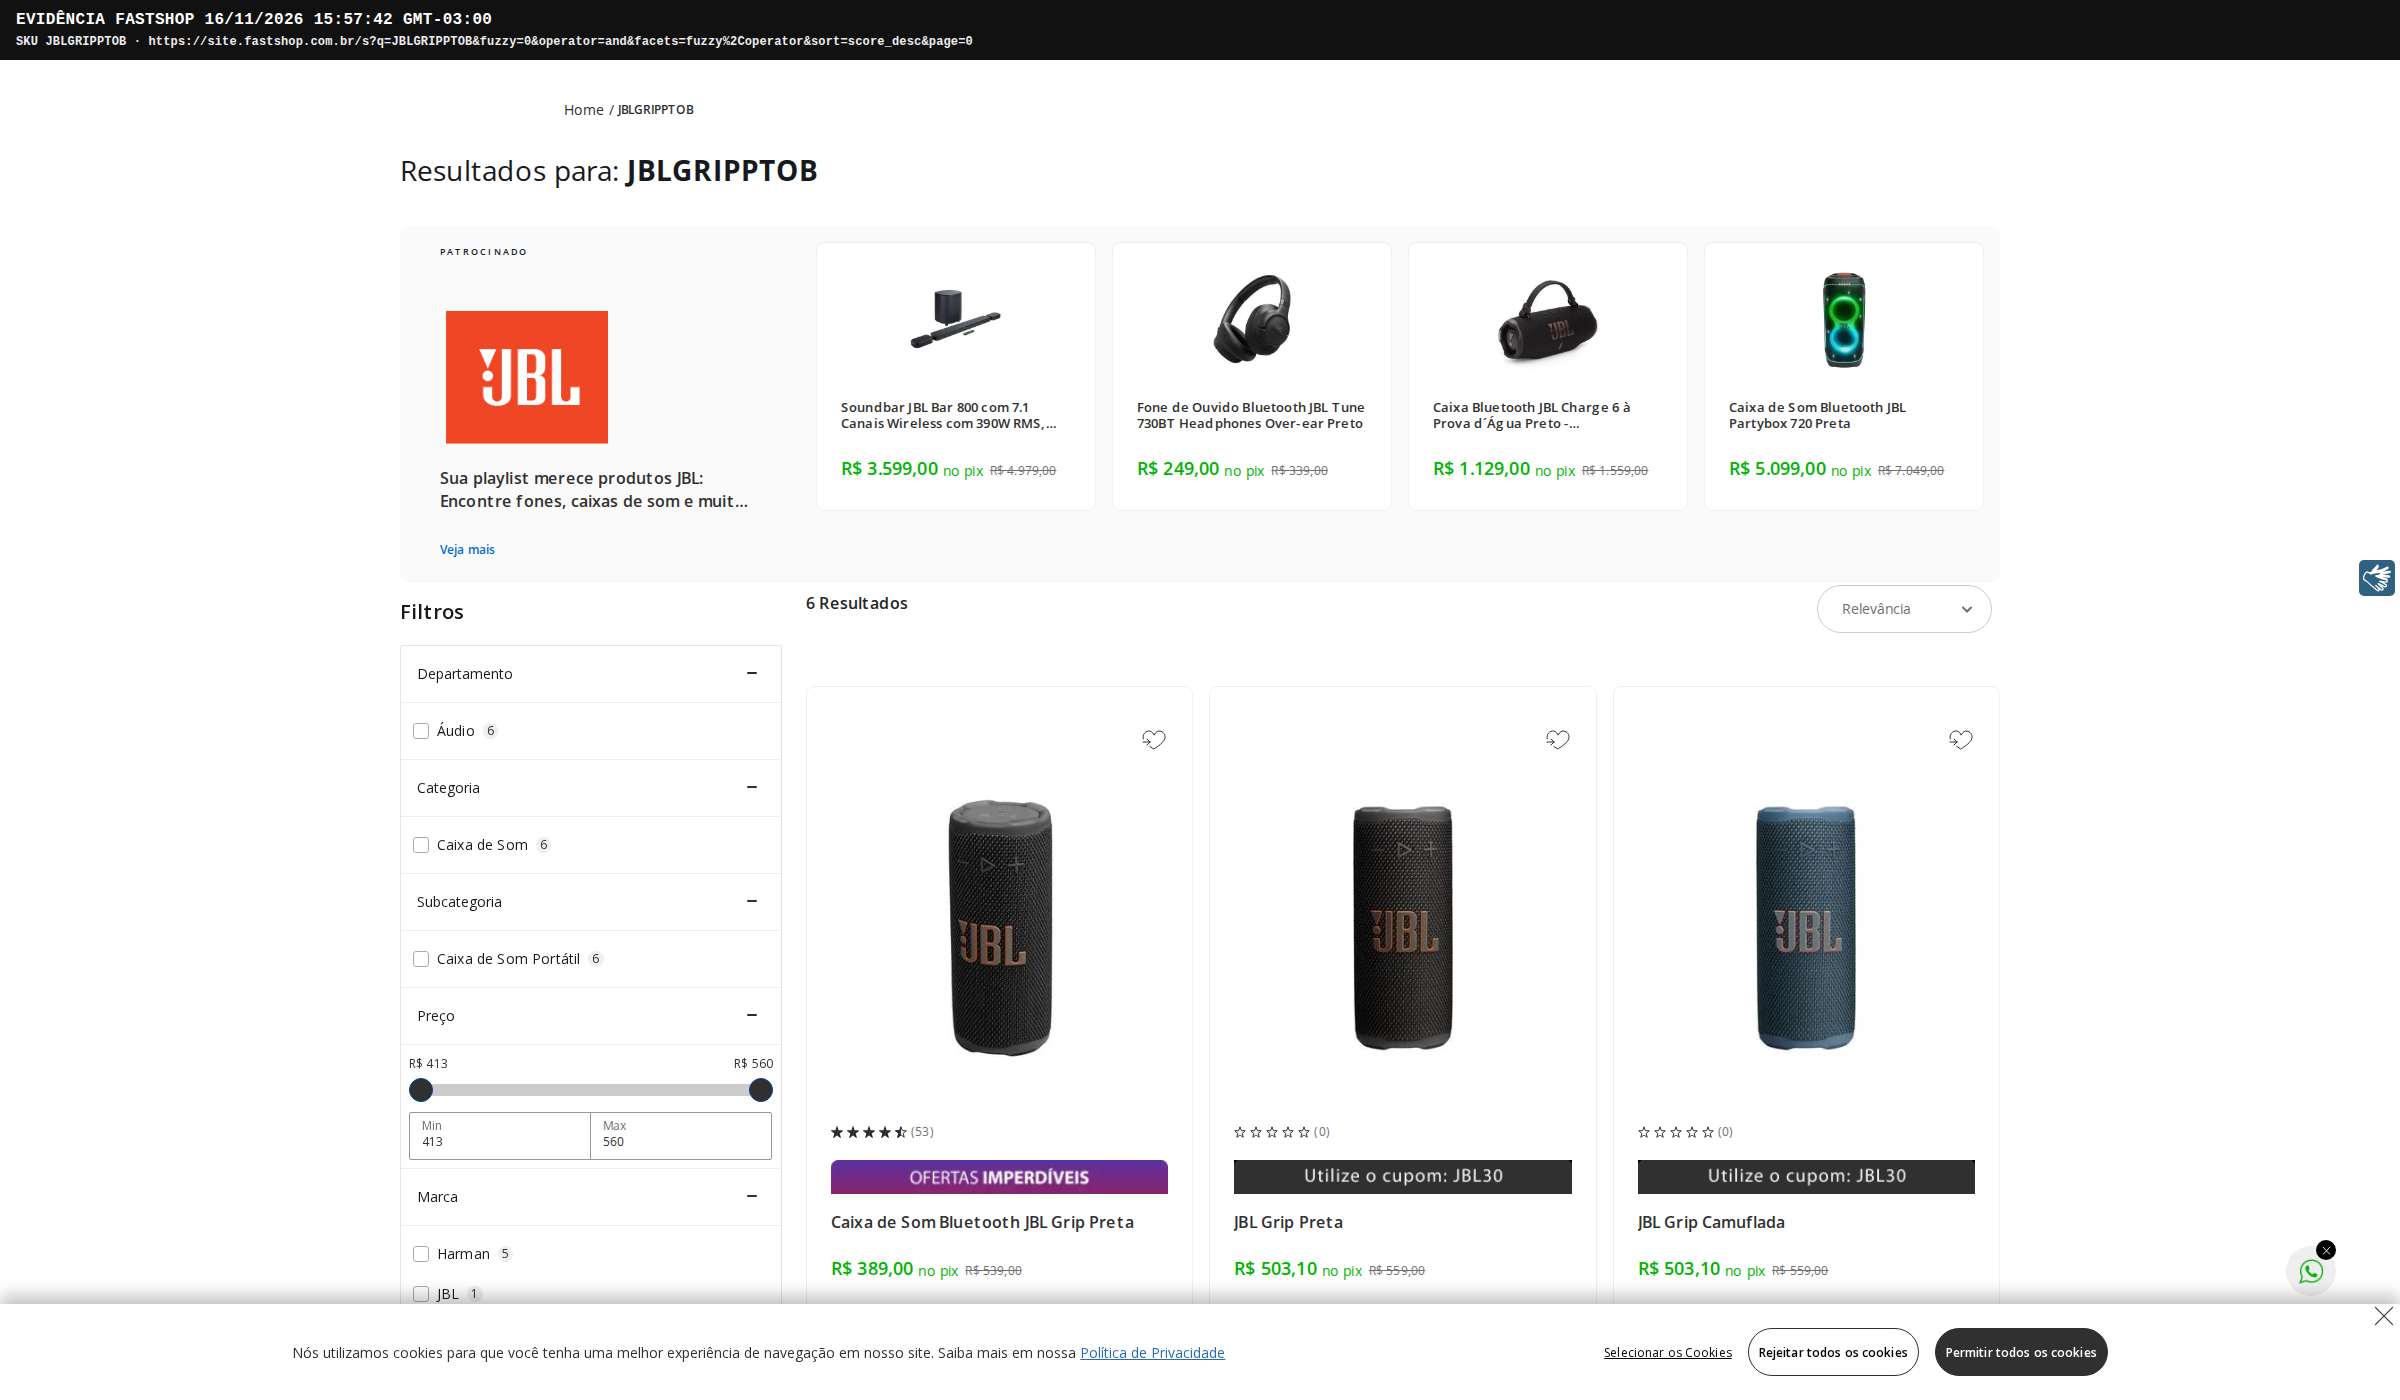 EVIDÊNCIA FASTSHOP 16/11/2026 15:57:42 GMT-03:00
SKU JBLGRIPPTOB · https://site.fastshop.com.br/s?q=JBLGRIPPTOB&fuzzy=0&operator=and&facets=fuzzy%2Coperator&sort=score_desc&page=0
Home / JBLGRIPPTOB
Resultados para: JBLGRIPPTOB
PATROCINADO
JBL
Sua playlist merece produtos JBL:
Encontre fones, caixas de som e muit...
Veja mais
Soundbar JBL Bar 800 com 7.1
Canais Wireless com 390W RMS,...
R$ 3.599,00 no pix R$ 4.979,00
Fone de Ouvido Bluetooth JBL Tune
730BT Headphones Over-ear Preto
R$ 249,00 no pix R$ 339,00
JBL
Caixa Bluetooth JBL Charge 6 à
Prova d´Água Preto -...
R$ 1.129,00 no pix R$ 1.559,00
Caixa de Som Bluetooth JBL
Partybox 720 Preta
R$ 5.099,00 no pix R$ 7.049,00
Filtros
6 Resultados
Relevância
Departamento
Áudio 6
Categoria
Caixa de Som 6
Subcategoria
Caixa de Som Portátil 6
Preço
R$ 413 R$ 560
Min Max
413 560
Marca
Harman 5
JBL 1
JBL
(53)
OFERTAS IMPERDÍVEIS
Caixa de Som Bluetooth JBL Grip Preta
R$ 389,00 no pix R$ 539,00
JBL
(0)
Utilize o cupom: JBL30
JBL Grip Preta
R$ 503,10 no pix R$ 559,00
JBL
(0)
Utilize o cupom: JBL30
JBL Grip Camuflada
R$ 503,10 no pix R$ 559,00
Nós utilizamos cookies para que você tenha uma melhor experiência de navegação em nosso site. Saiba mais em nossa Política de Privacidade
Selecionar os Cookies
Rejeitar todos os cookies
Permitir todos os cookies